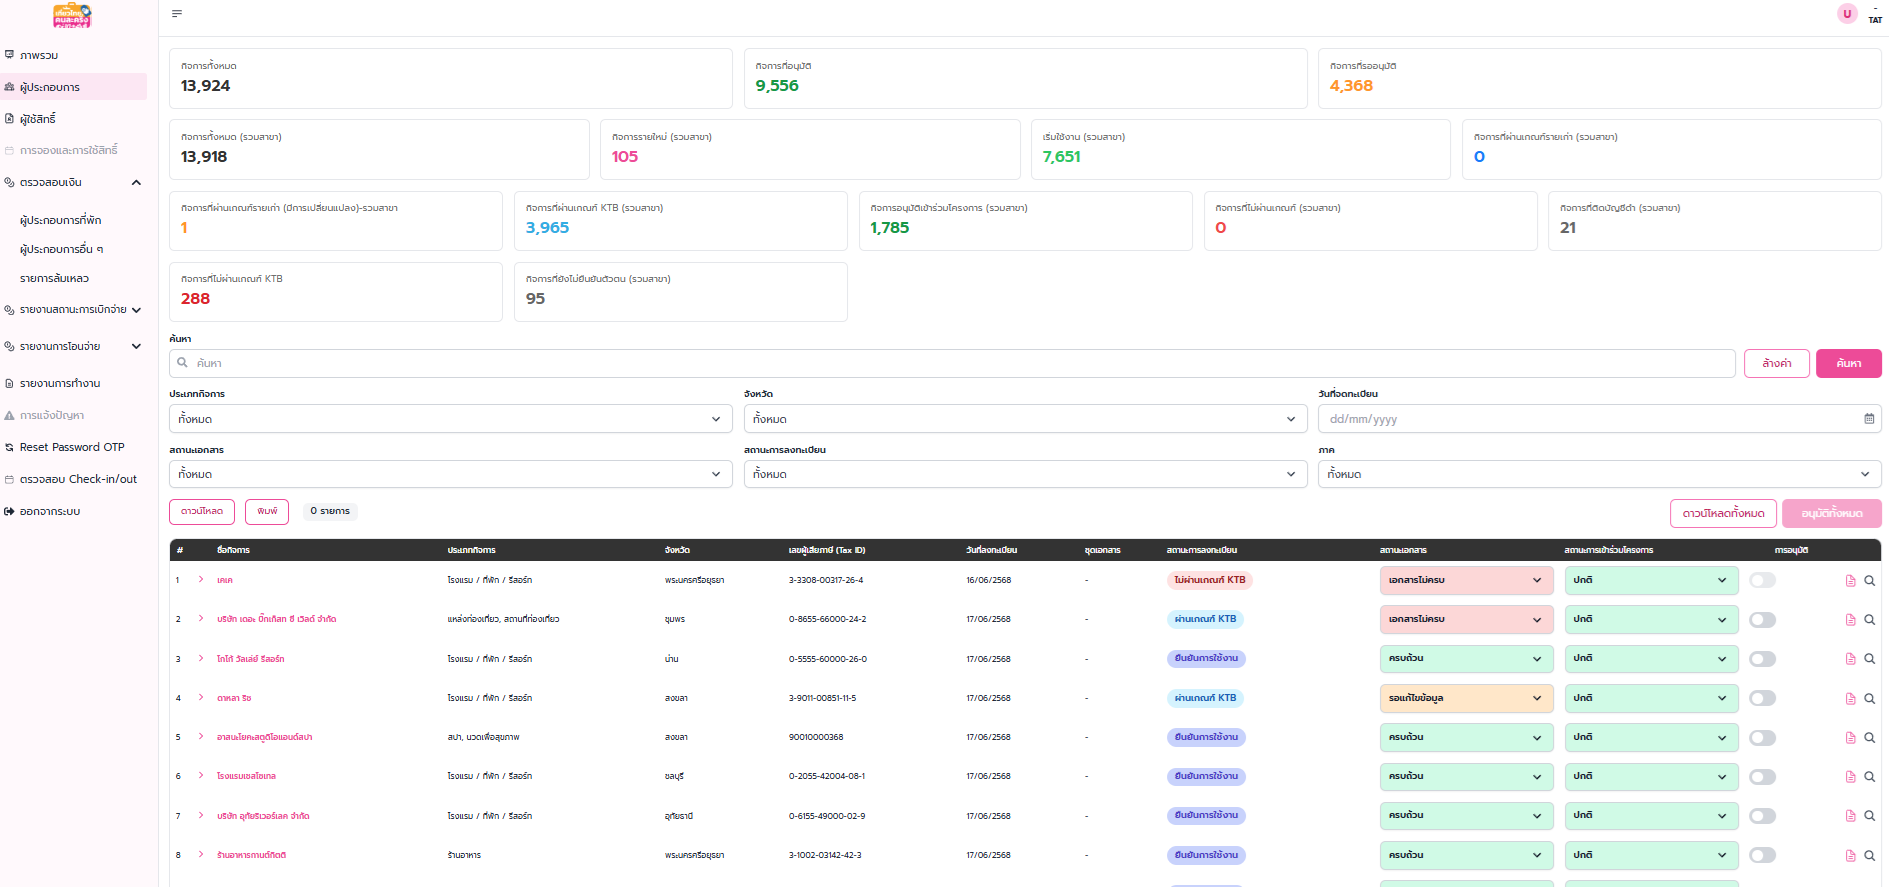 เที่ยวไทย
คนละครึ่ง
U
-
TAT
ภาพรวม
ผู้ประกอบการ
ผู้ใช้สิทธิ์
การจองและการใช้สิทธิ์
ตรวจสอบเงิน
ผู้ประกอบการที่พัก
ผู้ประกอบการอื่น ๆ
รายการล้มเหลว
รายงานสถานะการเบิกจ่าย
รายงานการโอนจ่าย
รายงานการทำงาน
การแจ้งปัญหา
Reset Password OTP
ตรวจสอบ Check-in/out
ออกจากระบบ
กิจการทั้งหมด กิจการที่อนุมัติ กิจการที่รออนุมัติ
13,924 9,556 4,368
กิจการทั้งหมด (รวมสาขา) กิจการรายใหม่ (รวมสาขา) เริ่มใช้งาน (รวมสาขา) กิจการที่ผ่านเกณฑ์รายเก่า (รวมสาขา)
13,918 105 7,651 0
กิจการที่ผ่านเกณฑ์รายเก่า (มีการเปลี่ยนแปลง)-รวมสาขา กิจการที่ผ่านเกณฑ์ KTB (รวมสาขา) กิจการอนุมัติเข้าร่วมโครงการ (รวมสาขา) กิจการที่ไม่ผ่านเกณฑ์ (รวมสาขา) กิจการที่ติดบัญชีดำ (รวมสาขา)
1 3,965 1,785 0 21
กิจการที่ไม่ผ่านเกณฑ์ KTB กิจการที่ยังไม่ยืนยันตัวตน (รวมสาขา)
288 95
ค้นหา
ค้นหา ล้างค่า ค้นหา
ประเภทกิจการ จังหวัด วันที่จดทะเบียน
ทั้งหมด ทั้งหมด dd/mm/yyyy
สถานะเอกสาร สถานะการลงทะเบียน ภาค
ทั้งหมด ทั้งหมด ทั้งหมด
ดาวน์โหลด พิมพ์ 0 รายการ ดาวน์โหลดทั้งหมด อนุมัติทั้งหมด
# ชื่อกิจการ ประเภทกิจการ จังหวัด เลขผู้เสียภาษี (Tax ID) วันที่ลงทะเบียน ชุดเอกสาร สถานะการลงทะเบียน สถานะเอกสาร สถานะการเข้าร่วมโครงการ การอนุมัติ
1 เคเค โรงแรม / ที่พัก / รีสอร์ท พระนครศรีอยุธยา 3-3308-00317-26-4 16/06/2568 - ไม่ผ่านเกณฑ์ KTB เอกสารไม่ครบ ปกติ
2 บริษัท เดอะ บิ๊กเกิสท ซี เวิลด์ จำกัด แหล่งท่องเที่ยว, สถานที่ท่องเที่ยว ชุมพร 0-8655-66000-24-2 17/06/2568 - ผ่านเกณฑ์ KTB เอกสารไม่ครบ ปกติ
3 โกโก้ วัลเล่ย์ รีสอร์ท โรงแรม / ที่พัก / รีสอร์ท น่าน 0-5555-60000-26-0 17/06/2568 - ยืนยันการใช้งาน ครบถ้วน ปกติ
4 ดาหลา ริช โรงแรม / ที่พัก / รีสอร์ท สงขลา 3-9011-00851-11-5 17/06/2568 - ผ่านเกณฑ์ KTB รอแก้ไขข้อมูล ปกติ
5 อาสนะโยคะสตูดิโอแอนด์สปา สปา, นวดเพื่อสุขภาพ สงขลา 90010000368 17/06/2568 - ยืนยันการใช้งาน ครบถ้วน ปกติ
6 โรงแรมเชสโฮเทล โรงแรม / ที่พัก / รีสอร์ท ชลบุรี 0-2055-42004-08-1 17/06/2568 - ยืนยันการใช้งาน ครบถ้วน ปกติ
7 บริษัท อุทัยริเวอร์เลค จำกัด โรงแรม / ที่พัก / รีสอร์ท อุทัยธานี 0-6155-49000-02-9 17/06/2568 - ยืนยันการใช้งาน ครบถ้วน ปกติ
8 ร้านอาหารกานต์กิตติ ร้านอาหาร พระนครศรีอยุธยา 3-1002-03142-42-3 17/06/2568 - ยืนยันการใช้งาน ครบถ้วน ปกติ